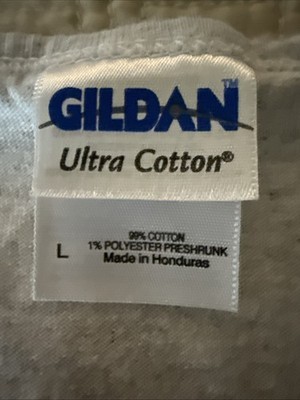 GILDAN™
Ultra Cotton®
99% COTTON
L 1% POLYESTER PRESHRUNK
Made in Honduras